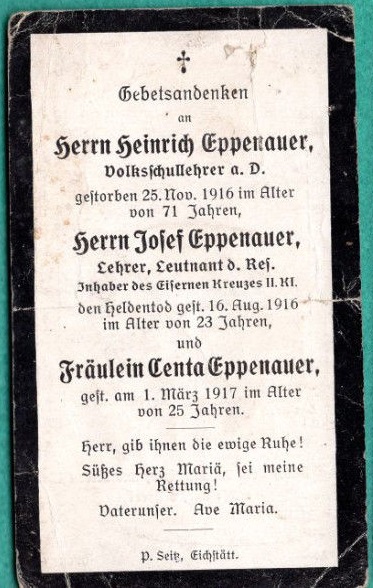 Gebetsandenken
an
Herrn Heinrich Eppenauer,
Volksschullehrer a. D.
gestorben 25. Nov. 1916 im Alter
von 71 Jahren,
Herrn Josef Eppenauer,
Lehrer, Leutnant d. Res.
Inhaber des Eisernen Kreuzes II. Kl.
den Heldentod gest. 16. Aug. 1916
im Alter von 23 Jahren,
und
Fräulein Centa Eppenauer,
gest. am 1. März 1917 im Alter
von 25 Jahren.
Herr, gib ihnen die ewige Ruhe!
Süßes Herz Mariä, sei meine
Rettung!
Vaterunser. Ave Maria.
P. Seitz, Eichstätt.